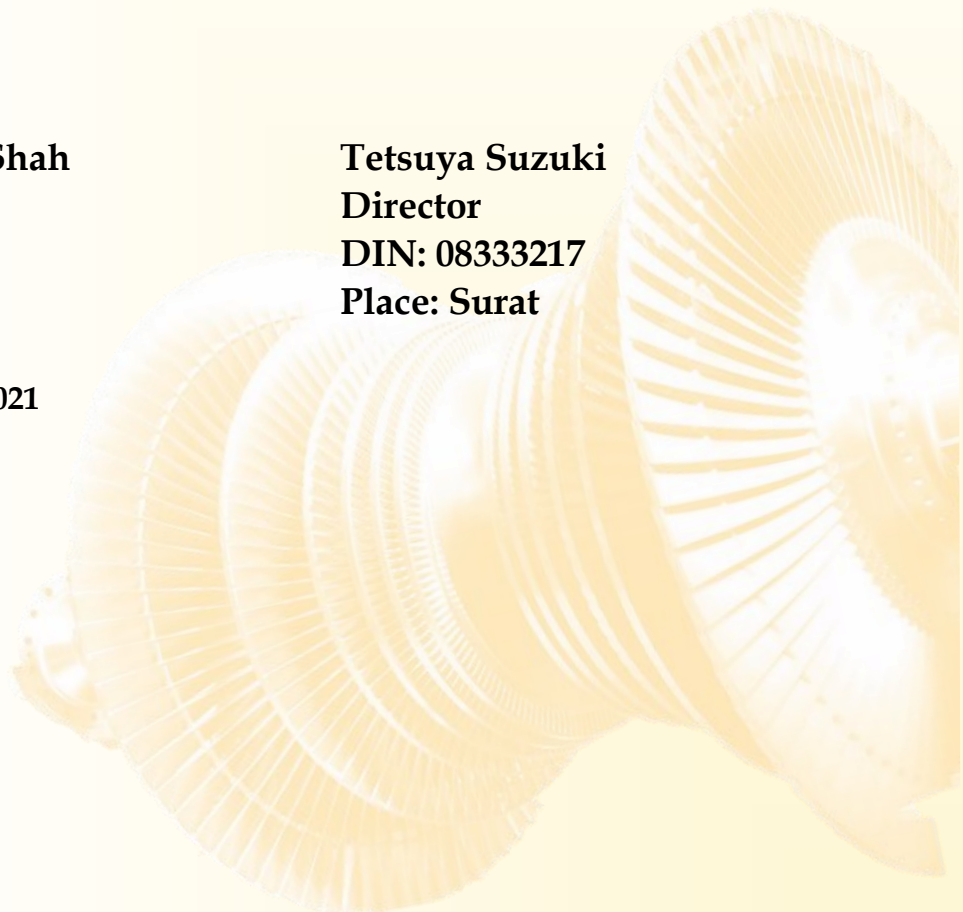 Shah
Tetsuya Suzuki
Director
DIN: 08333217
Place: Surat
021